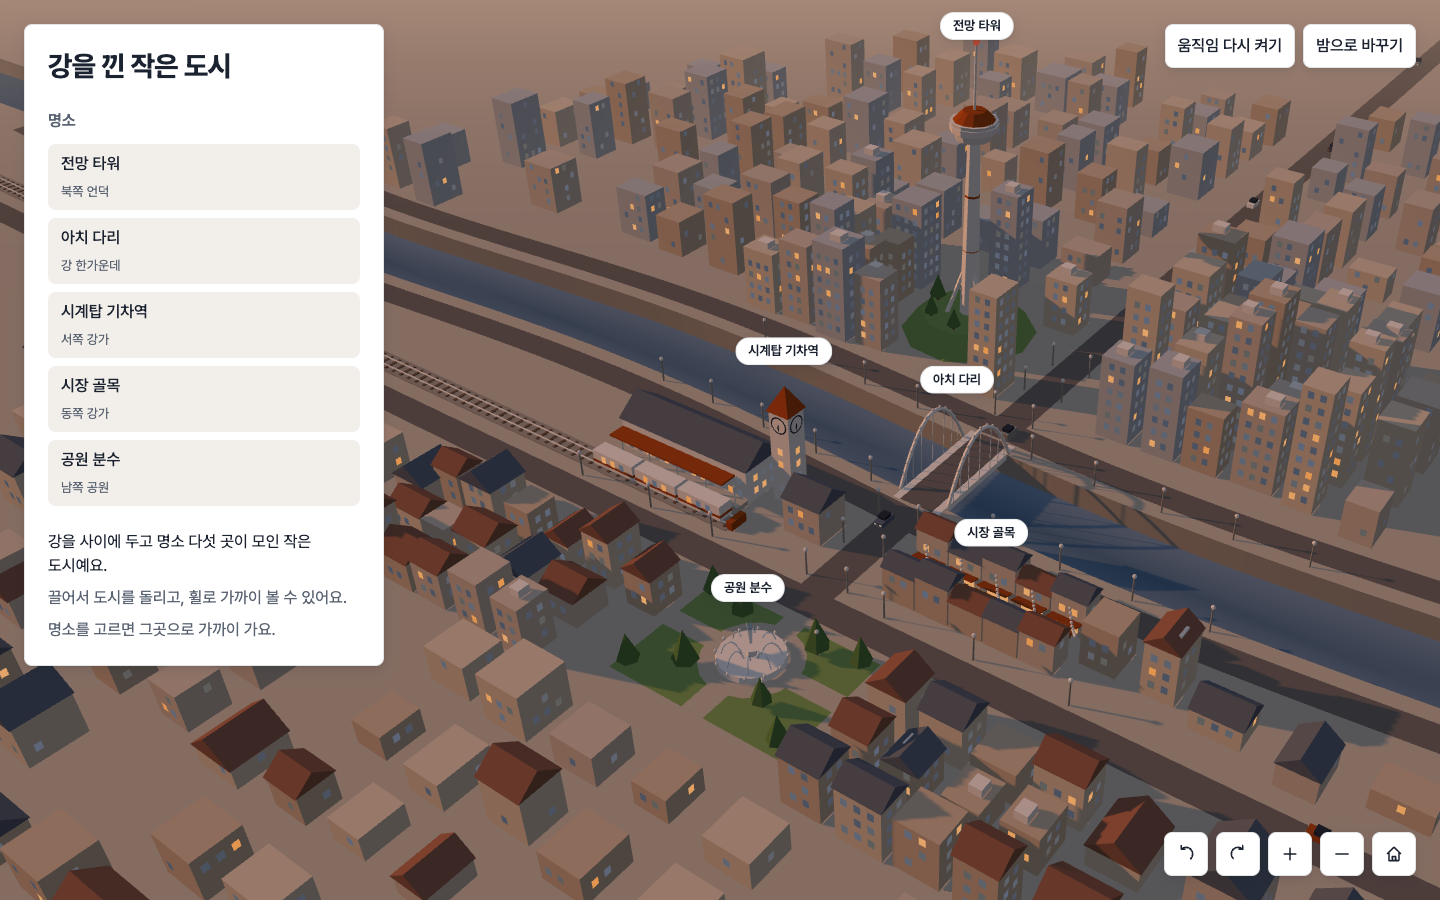 강을 낀 작은 도시
명소
전망 타워
북쪽 언덕
아치 다리
강 한가운데
시계탑 기차역
서쪽 강가
시장 골목
동쪽 강가
공원 분수
남쪽 공원
강을 사이에 두고 명소 다섯 곳이 모인 작은
도시예요.
끌어서 도시를 돌리고, 휠로 가까이 볼 수 있어요.
명소를 고르면 그곳으로 가까이 가요.
전망 타워
움직임 다시 켜기
밤으로 바꾸기
시계탑 기차역
아치 다리
시장 골목
공원 분수